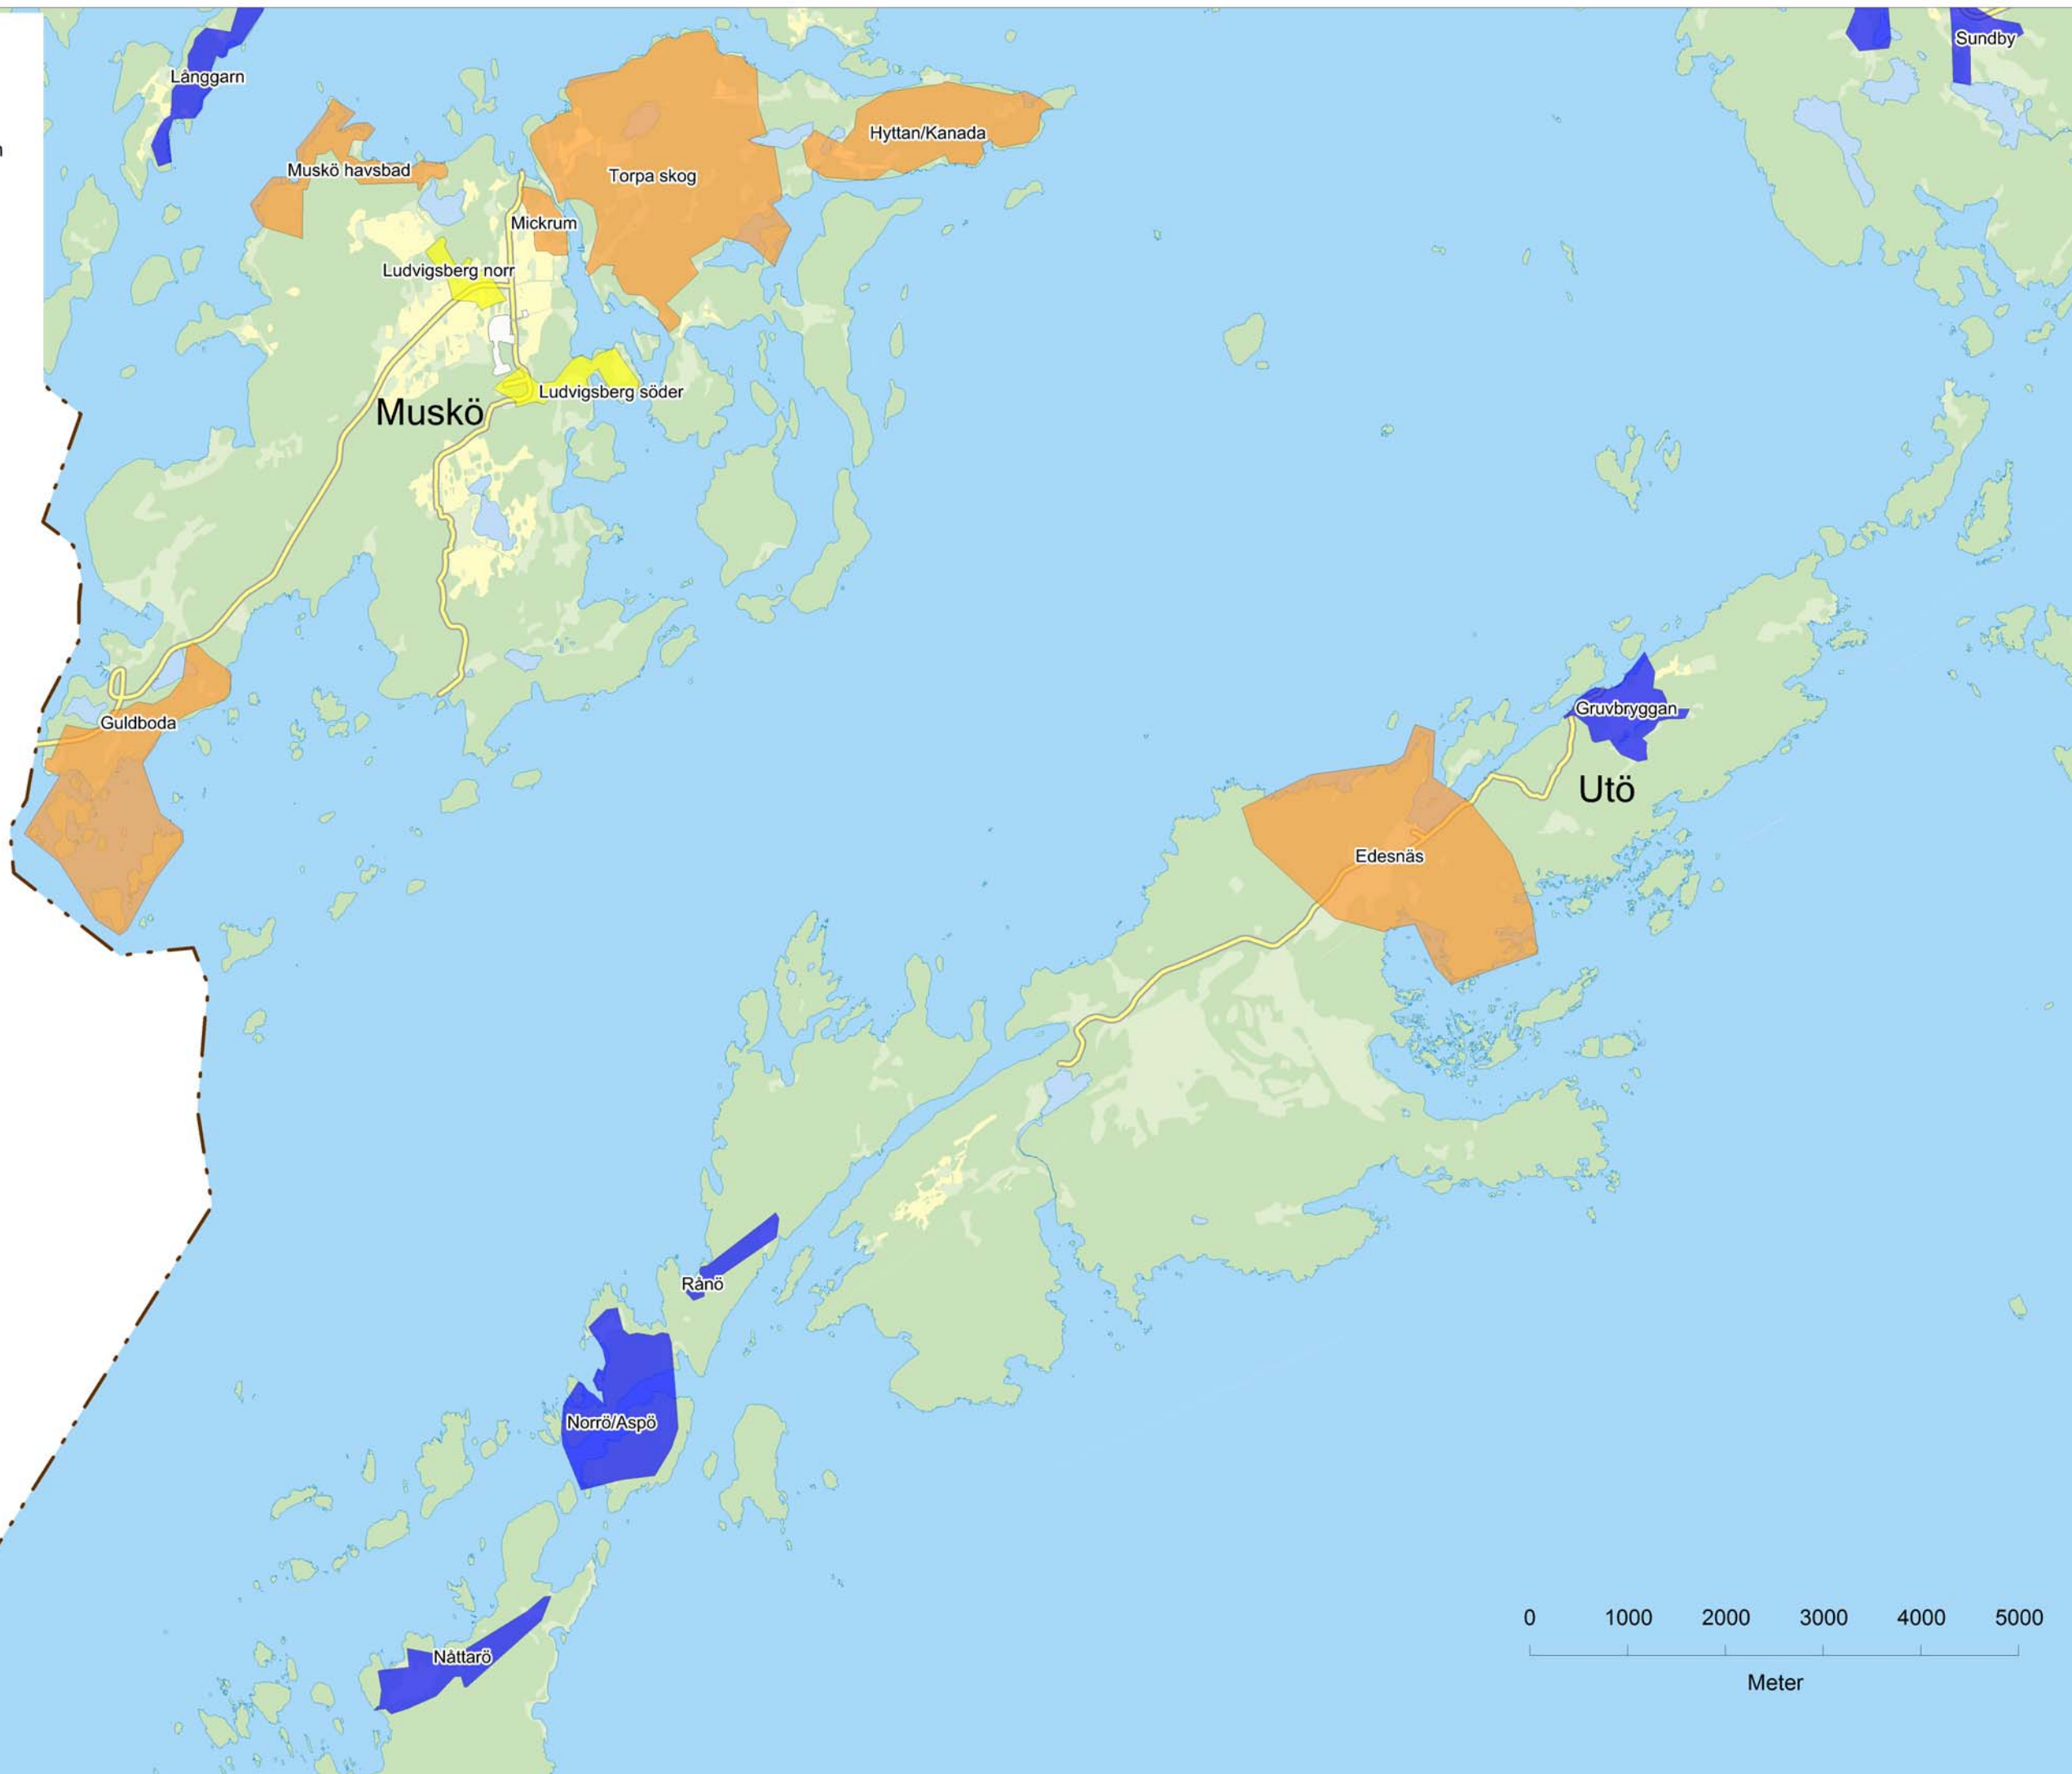 Sundby
Långgarn
Hyttan/Kanada
n
Muskö havsbad
Torpa skog
Mickrum
Ludvigsberg norr
Ludvigsberg söder
Muskö
Gruvbryggan
Guldboda
Utö
Edesnäs
Rånö
Norrö/Aspö
0 1000 2000 3000 4000 5000
Nåttarö
Meter